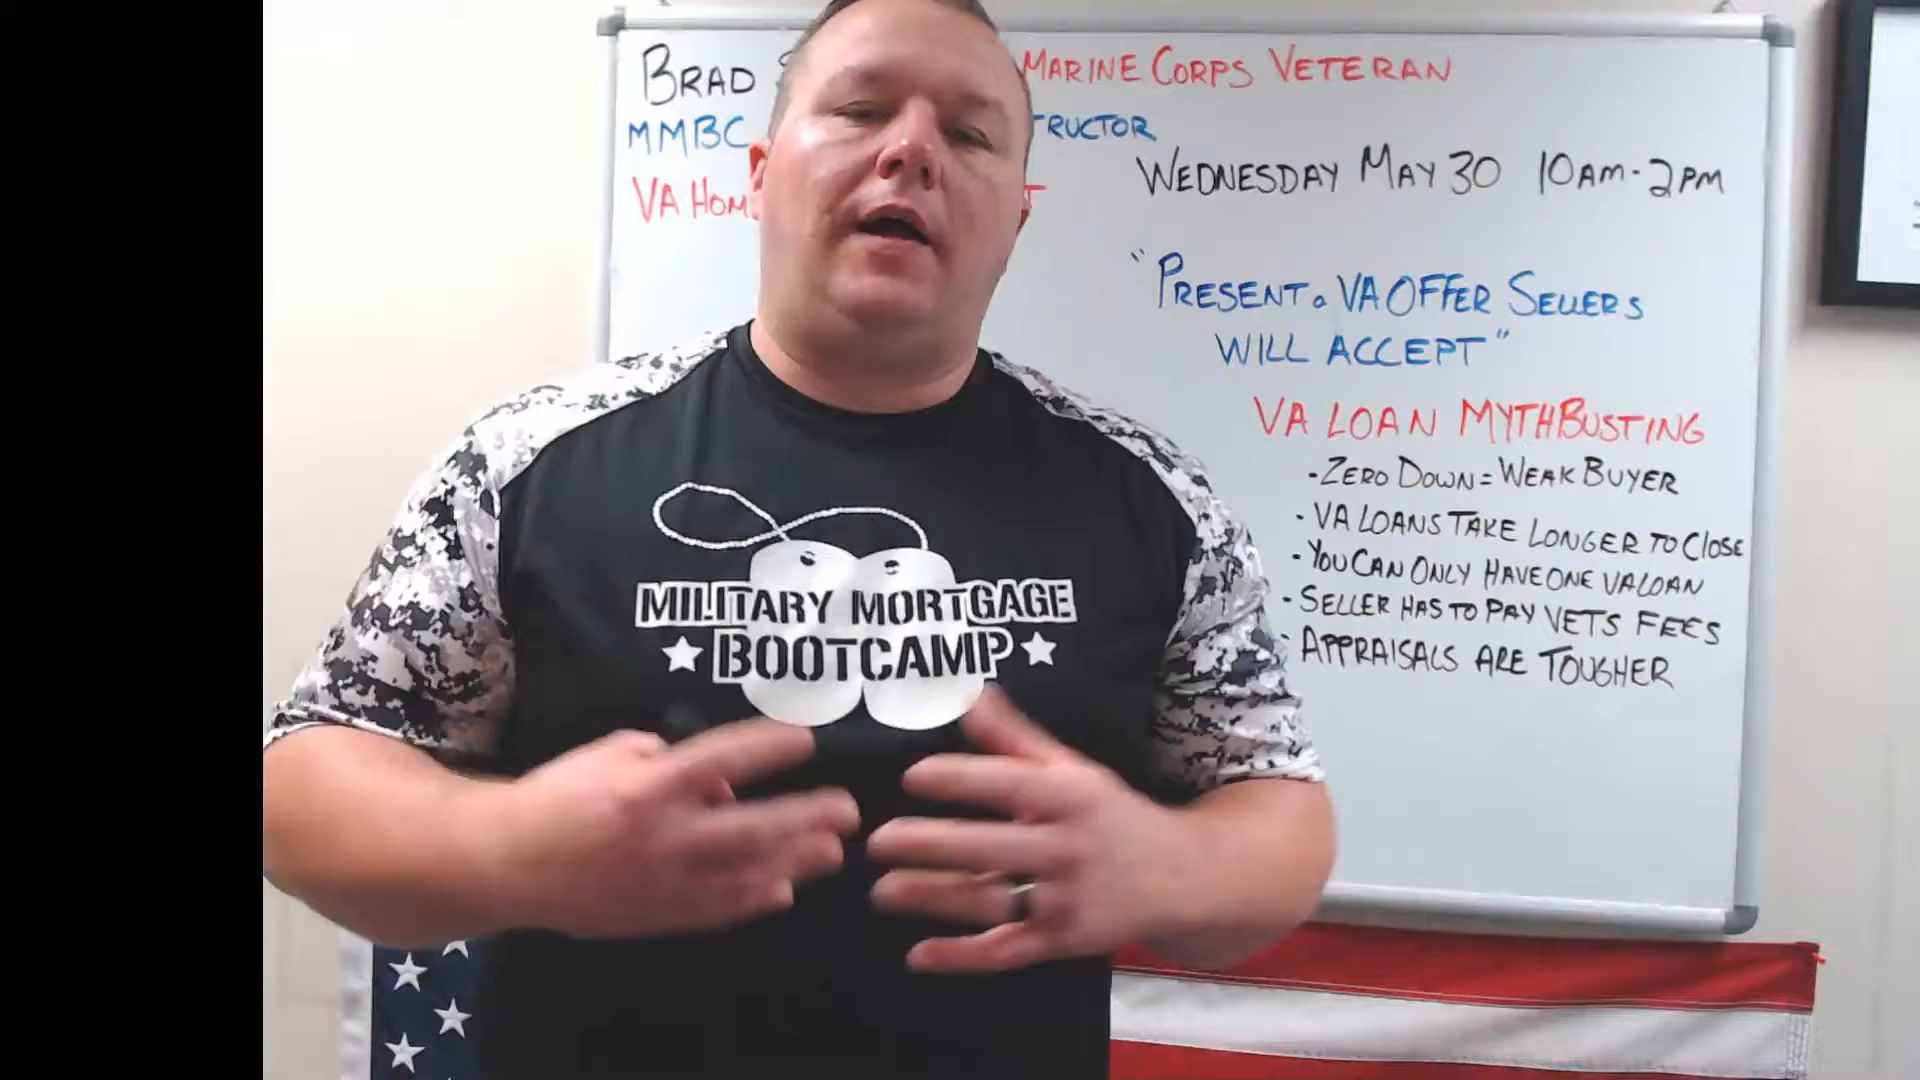 BRAD MARINE CORPS VETERAN
MMBC
VA
WEDNESDAY MAY 30 10AM-2PM
"PRESENT a VA OFFER SELLERS
WILL ACCEPT"
VA LOAN MYTHBUSTING
- ZERO DOWN = WEAK BUYER
- VA LOANS TAKE LONGER TO CLOSE
- YOU CAN ONLY HAVE ONE VA LOAN
- SELLER HAS TO PAY VETS FEES
- APPRAISALS ARE TOUGHER
MILITARY MORTGAGE
BOOTCAMP